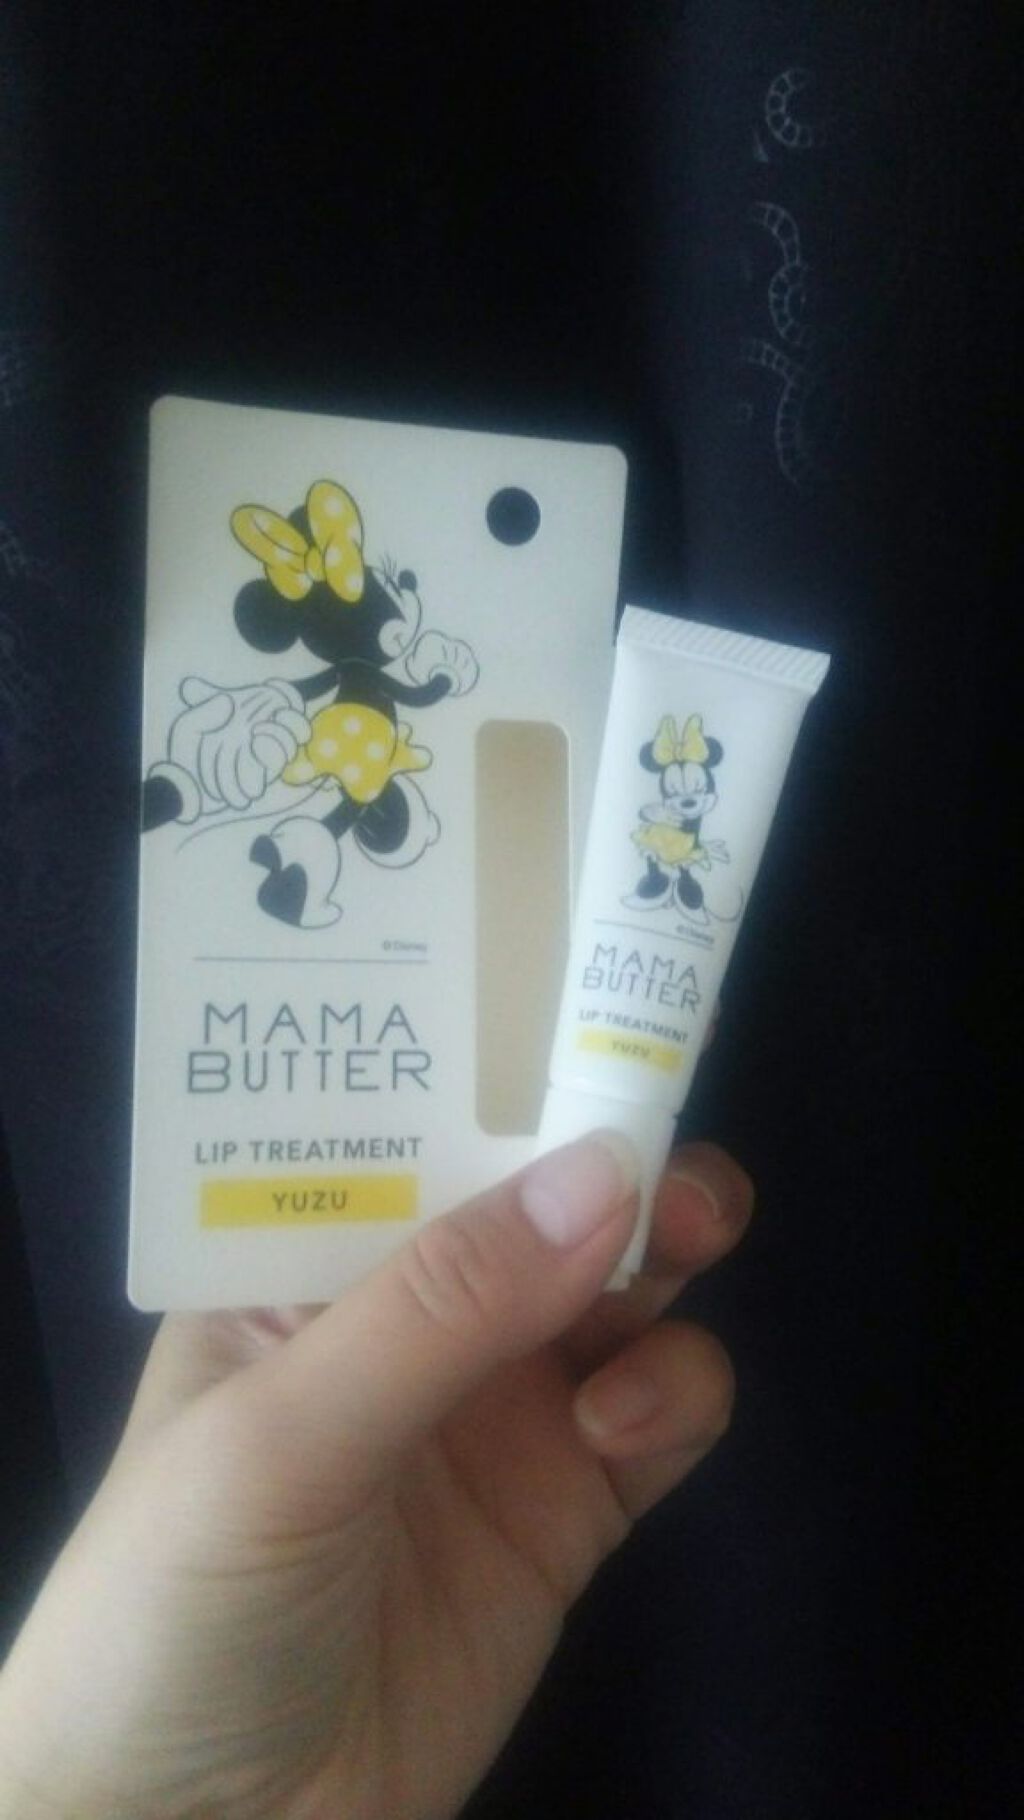 ©Disney
MAMA
BUTTER
LIP TREATMENT
YUZU
©Disney
MAMA
BUTTER
LIP TREATMENT
YUZU